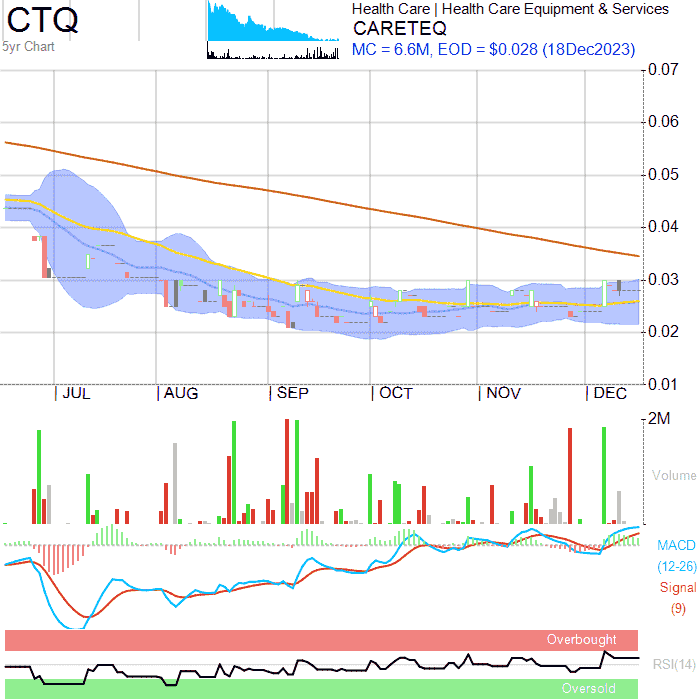 CTQ
5yr Chart
Health Care | Health Care Equipment & Services
CARETEQ
MC = 6.6M, EOD = $0.028 (18Dec2023)
0.07
0.06
0.05
0.04
0.03
0.02
0.01
| JUL | AUG | SEP | OCT | NOV | DEC
2M
Volume
MACD
(12-26)
Signal
(9)
Overbought
RSI(14)
Oversold